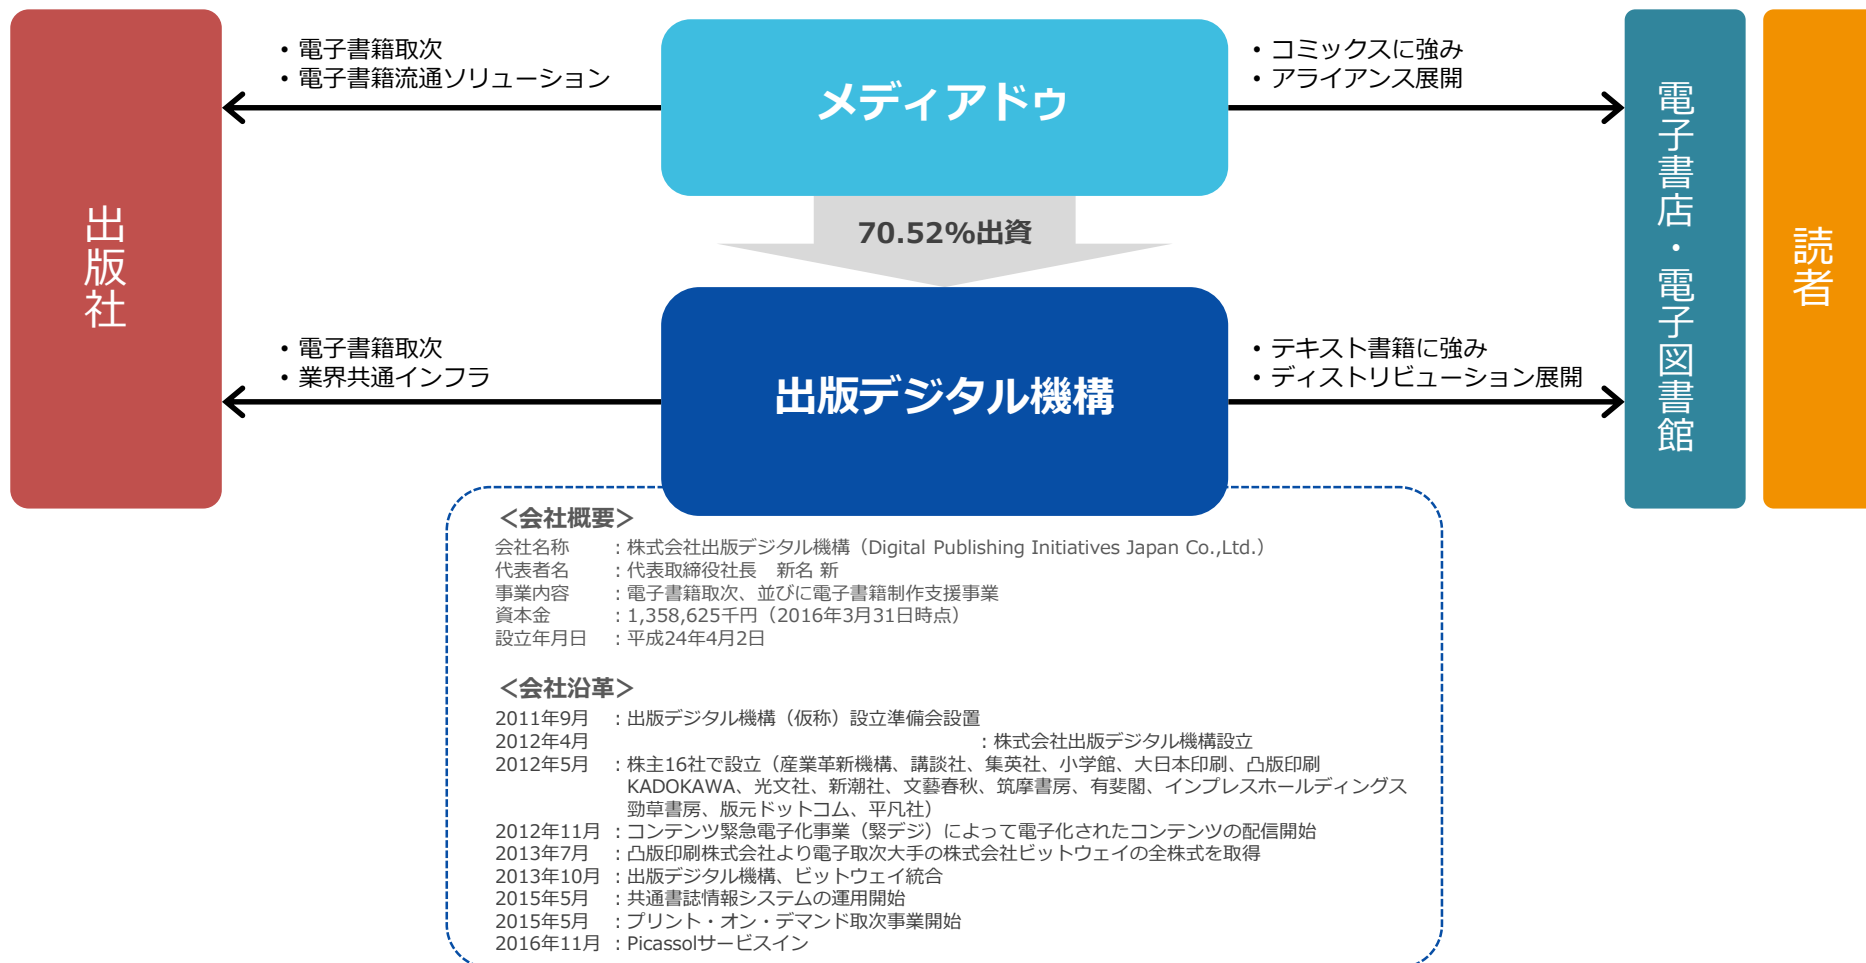 出版社
・電子書籍取次
・電子書籍流通ソリューション
メディアドゥ
・コミックスに強み
・アライアンス展開
電子書店・電子図書館
読者
70.52%出資
・電子書籍取次
・業界共通インフラ
出版デジタル機構
・テキスト書籍に強み
・ディストリビューション展開
＜会社概要＞
会社名称 ：株式会社出版デジタル機構（Digital Publishing Initiatives Japan Co.,Ltd.）
代表者名 ：代表取締役社長　新名 新
事業内容 ：電子書籍取次、並びに電子書籍制作支援事業
資本金 ：1,358,625千円（2016年3月31日時点）
設立年月日 ：平成24年4月2日
＜会社沿革＞
2011年9月 ：出版デジタル機構（仮称）設立準備会設置
2012年4月 ：株式会社出版デジタル機構設立
2012年5月 ：株主16社で設立（産業革新機構、講談社、集英社、小学館、大日本印刷、凸版印刷
KADOKAWA、光文社、新潮社、文藝春秋、筑摩書房、有斐閣、インプレスホールディングス
勁草書房、版元ドットコム、平凡社）
2012年11月 ：コンテンツ緊急電子化事業（緊デジ）によって電子化されたコンテンツの配信開始
2013年7月 ：凸版印刷株式会社より電子取次大手の株式会社ビットウェイの全株式を取得
2013年10月 ：出版デジタル機構、ビットウェイ統合
2015年5月 ：共通書誌情報システムの運用開始
2015年5月 ：プリント・オン・デマンド取次事業開始
2016年11月 ：Picassolサービスイン